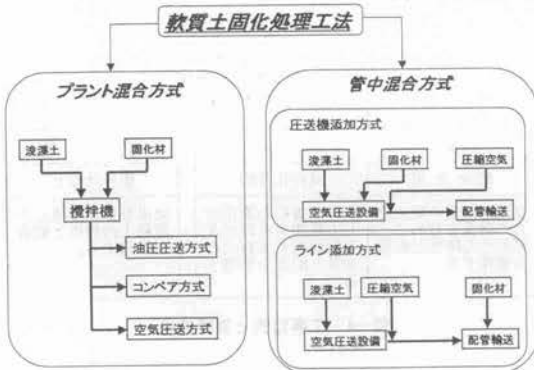 軟質土固化処理工法
プラント混合方式
浚渫土
固化材
攪拌機
油圧圧送方式
コンベア方式
空気圧送方式
管中混合方式
圧送機添加方式
浚渫土
固化材
圧縮空気
空気圧送設備
配管輸送
ライン添加方式
浚渫土
圧縮空気
固化材
空気圧送設備
配管輸送